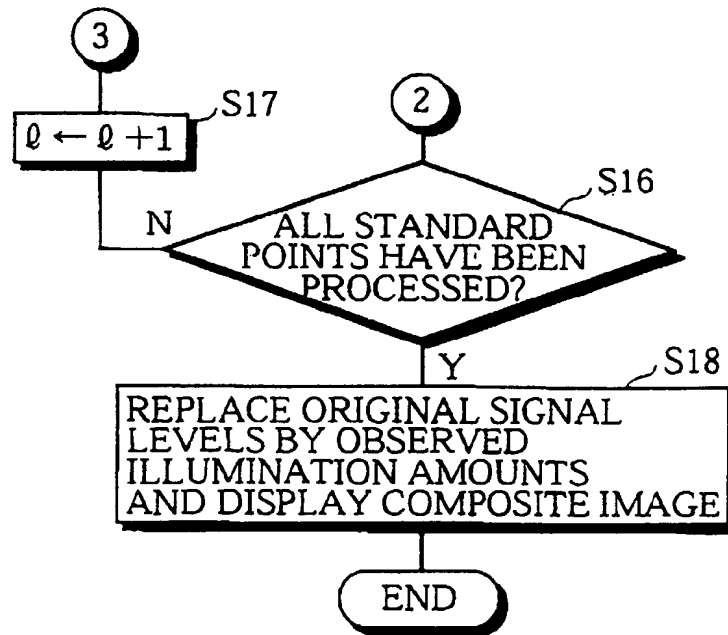 3
S17
ℓ ← ℓ +1
2
S16
N
ALL STANDARD
POINTS HAVE BEEN
PROCESSED?
Y
S18
REPLACE ORIGINAL SIGNAL
LEVELS BY OBSERVED
ILLUMINATION AMOUNTS
AND DISPLAY COMPOSITE IMAGE
END